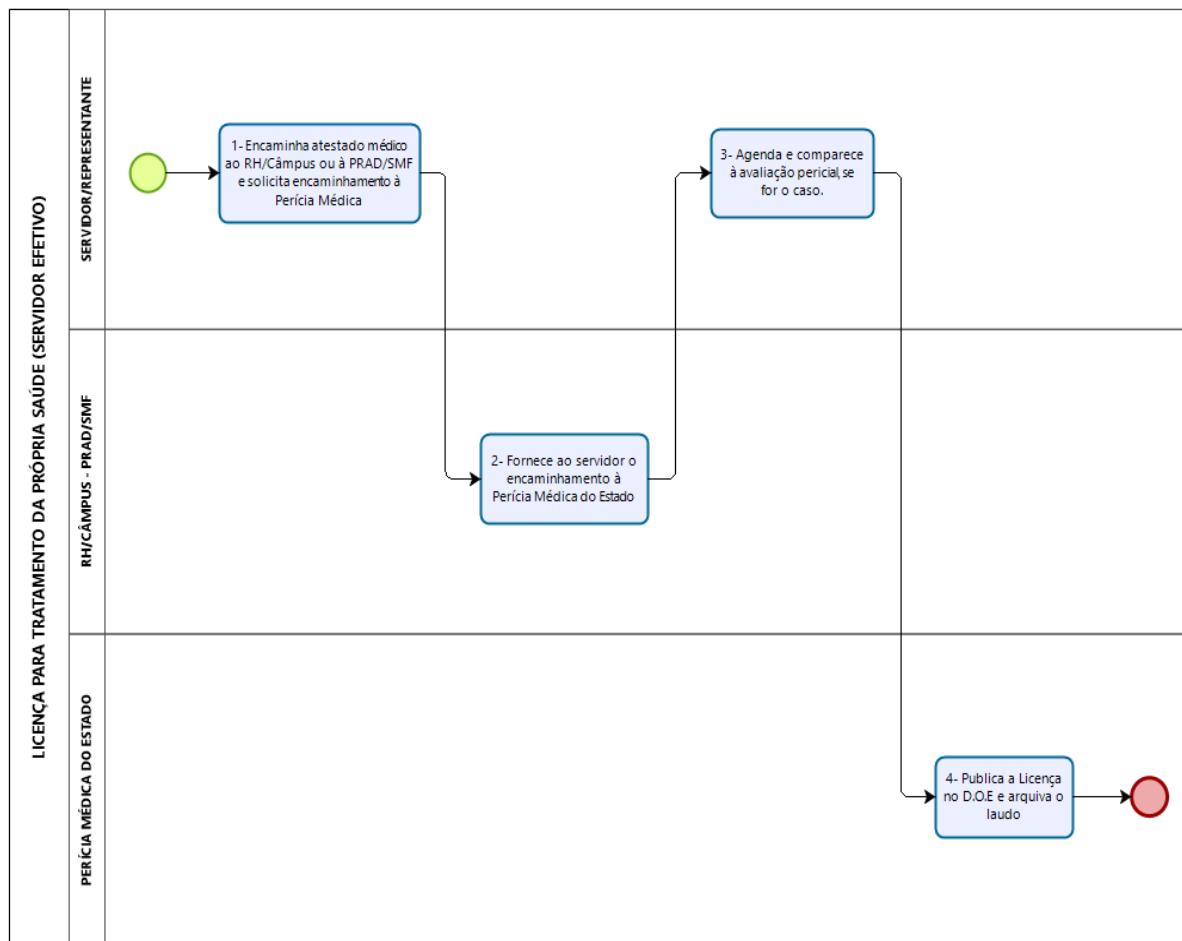 LICENÇA PARA TRATAMENTO DA PRÓPRIA SAÚDE (SERVIDOR EFETIVO)
SERVIDOR/REPRESENTANTE
1- Encaminha atestado médico
ao RH/Câmpus ou à PRAD/SMF
e solicita encaminhamento à
Perícia Médica
3- Agenda e comparece
à avaliação pericial, se
for o caso.
RH/CÂMPUS - PRAD/SMF
2- Fornece ao servidor o
encaminhamento à
Perícia Médica do Estado
PERÍCIA MÉDICA DO ESTADO
4- Publica a Licença
no D.O.E e arquiva o
laudo